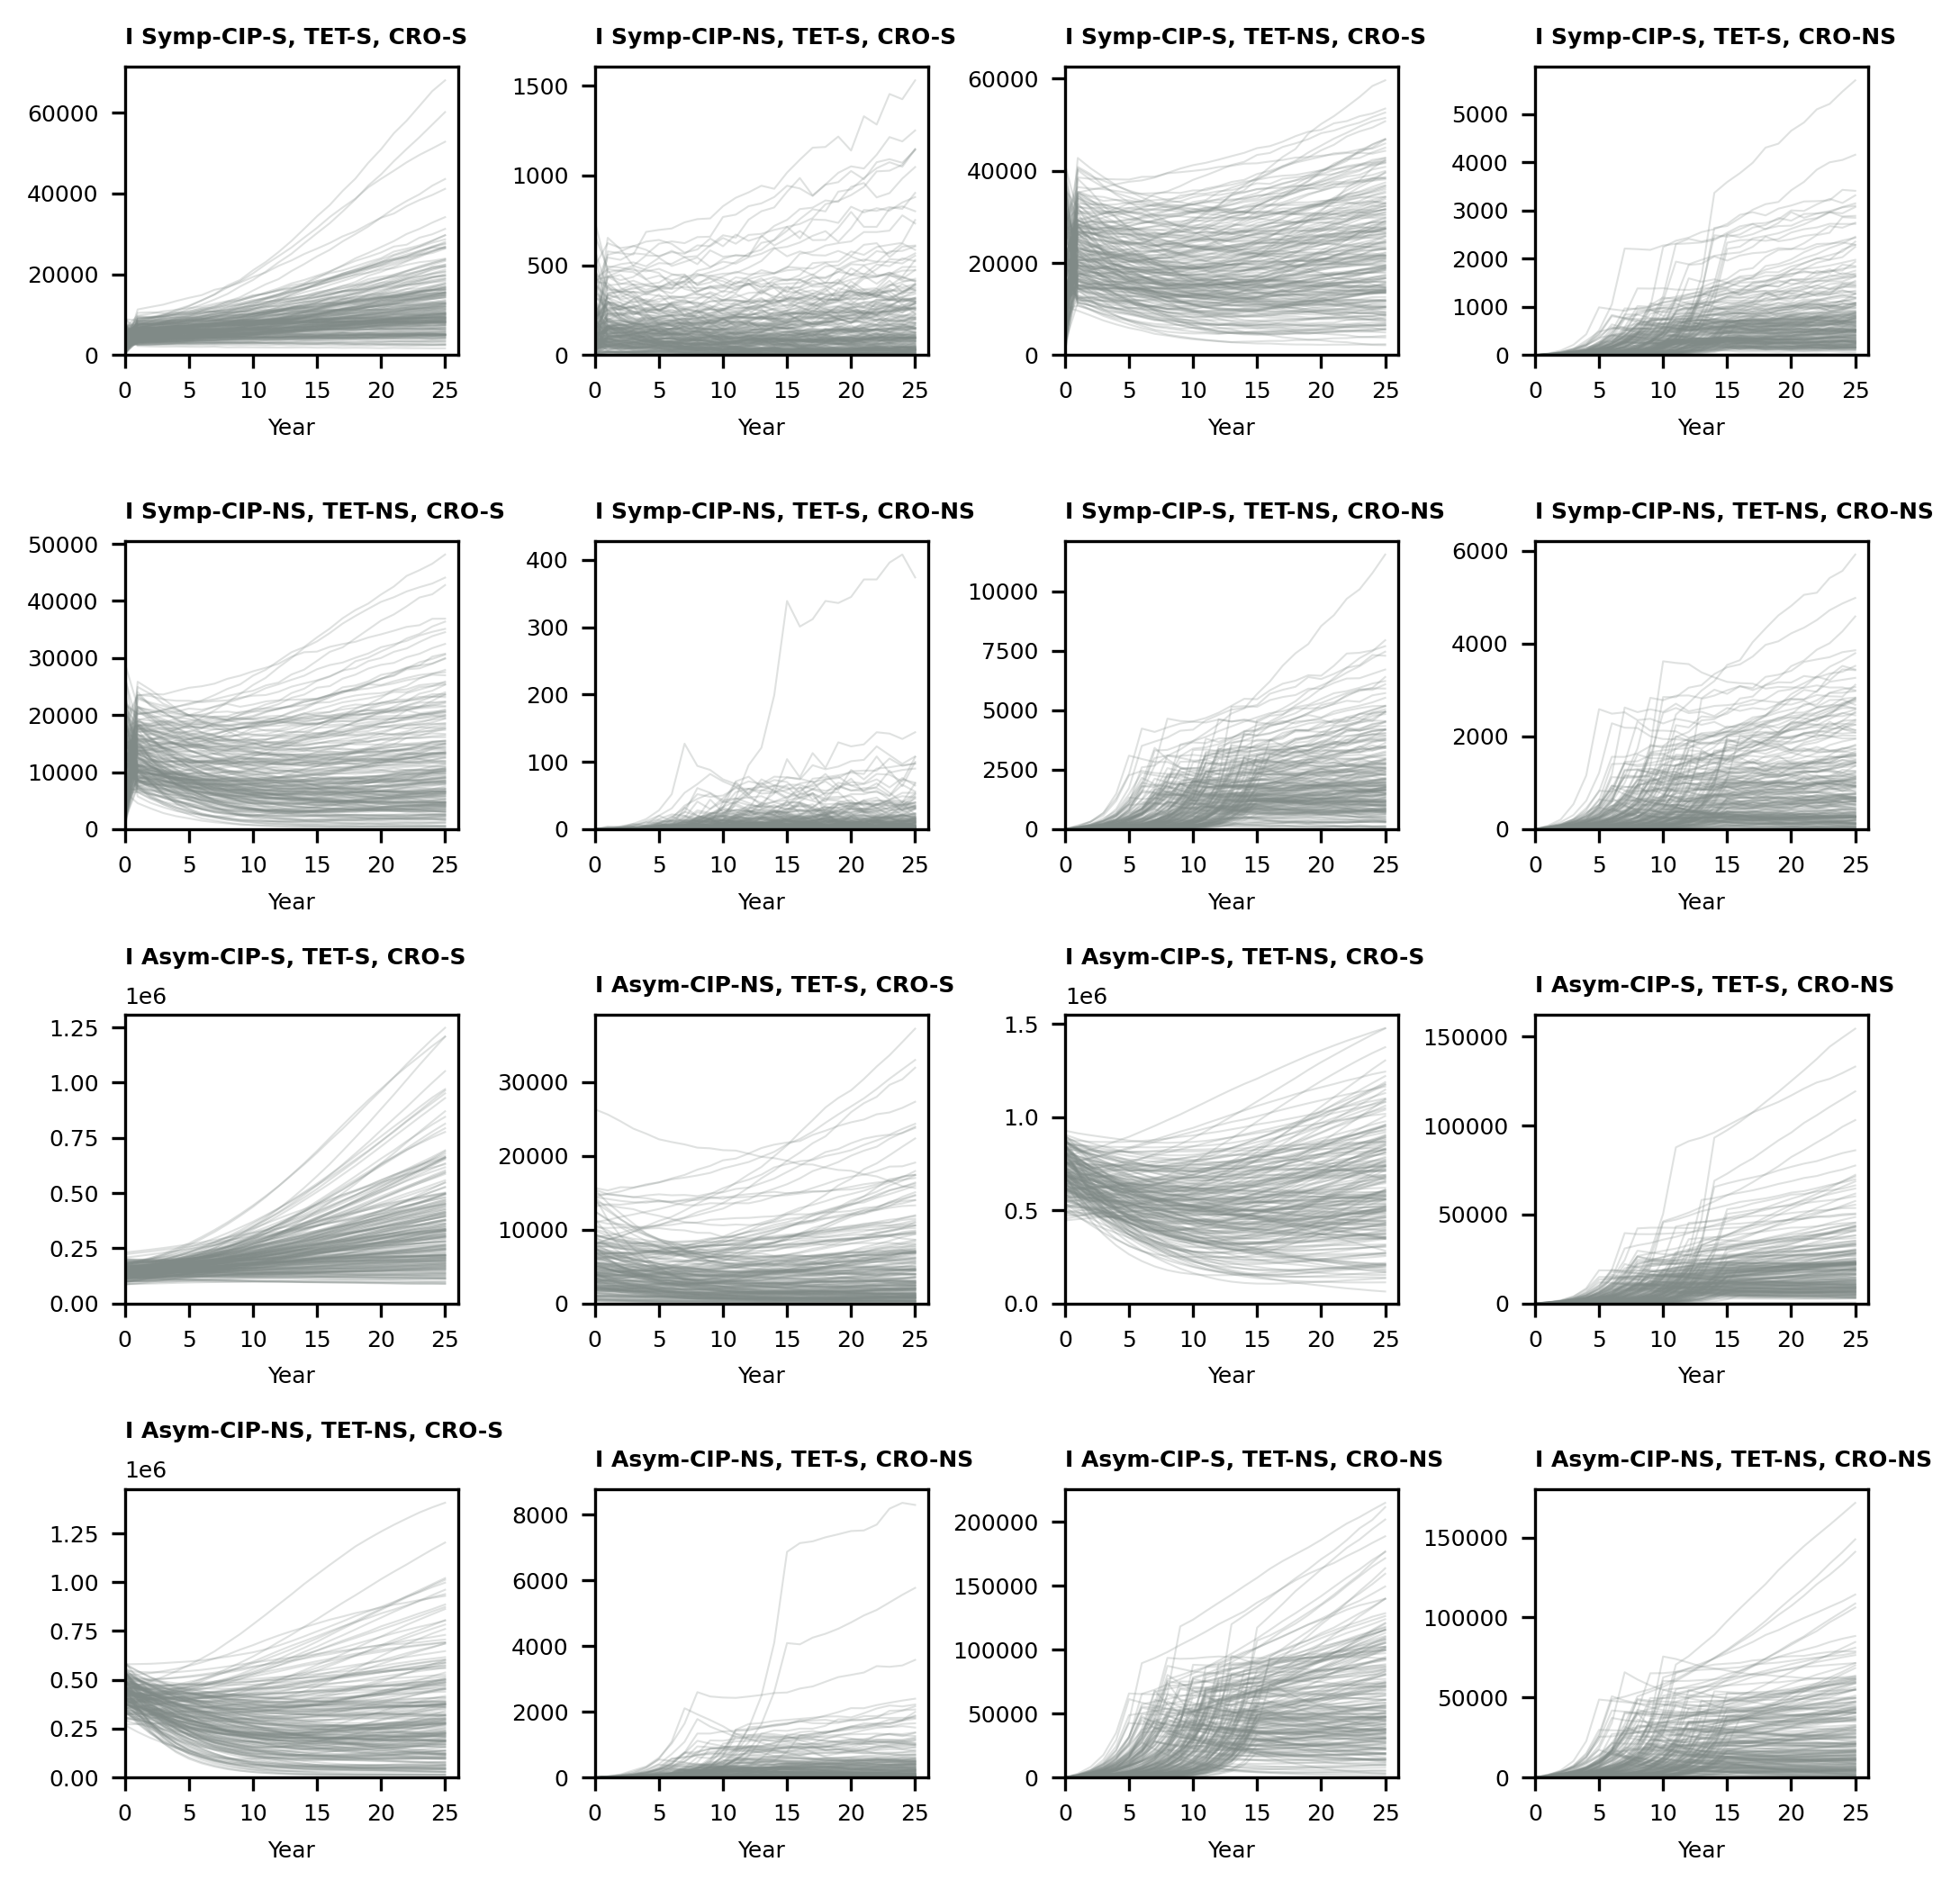 I Symp-CIP-S, TET-S, CRO-S
60000
40000
20000
0
0 5 10 15 20 25
Year
I Symp-CIP-NS, TET-S, CRO-S
1500
1000
500
0
0 5 10 15 20 25
Year
I Symp-CIP-S, TET-NS, CRO-S
60000
40000
20000
0
0 5 10 15 20 25
Year
I Symp-CIP-S, TET-S, CRO-NS
5000
4000
3000
2000
1000
0
0 5 10 15 20 25
Year
I Symp-CIP-NS, TET-NS, CRO-S
50000
40000
30000
20000
10000
0
0 5 10 15 20 25
Year
I Symp-CIP-NS, TET-S, CRO-NS
400
300
200
100
0
0 5 10 15 20 25
Year
I Symp-CIP-S, TET-NS, CRO-NS
10000
7500
5000
2500
0
0 5 10 15 20 25
Year
I Symp-CIP-NS, TET-NS, CRO-NS
6000
4000
2000
0
0 5 10 15 20 25
Year
I Asym-CIP-S, TET-S, CRO-S
1e6
1.25
1.00
0.75
0.50
0.25
0.00
0 5 10 15 20 25
Year
I Asym-CIP-NS, TET-S, CRO-S
30000
20000
10000
0
0 5 10 15 20 25
Year
I Asym-CIP-S, TET-NS, CRO-S
1e6
1.5
1.0
0.5
0.0
0 5 10 15 20 25
Year
I Asym-CIP-S, TET-S, CRO-NS
150000
100000
50000
0
0 5 10 15 20 25
Year
I Asym-CIP-NS, TET-NS, CRO-S
1e6
1.25
1.00
0.75
0.50
0.25
0.00
0 5 10 15 20 25
Year
I Asym-CIP-NS, TET-S, CRO-NS
8000
6000
4000
2000
0
0 5 10 15 20 25
Year
I Asym-CIP-S, TET-NS, CRO-NS
200000
150000
100000
50000
0
0 5 10 15 20 25
Year
I Asym-CIP-NS, TET-NS, CRO-NS
150000
100000
50000
0
0 5 10 15 20 25
Year